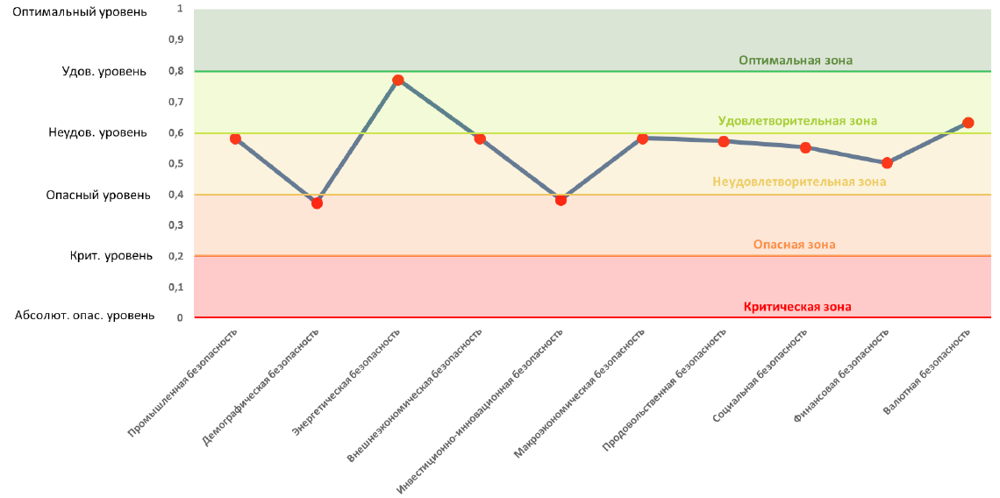 Оптимальный уровень
1
0,9
Удов. уровень
0,8
Оптимальная зона
0,7
Неудов. уровень
0,6
Удовлетворительная зона
0,5
Опасный уровень
0,4
Неудовлетворительная зона
0,3
Крит. уровень
0,2
Опасная зона
0,1
Абсолют. опас. уровень
0
Критическая зона
Промышленная безопасность
Демографическая безопасность
Энергетическая безопасность
Внешнеэкономическая безопасность
Инвестиционно-инновационная безопасность
Макроэкономическая безопасность
Продовольственная безопасность
Социальная безопасность
Финансовая безопасность
Валютная безопасность